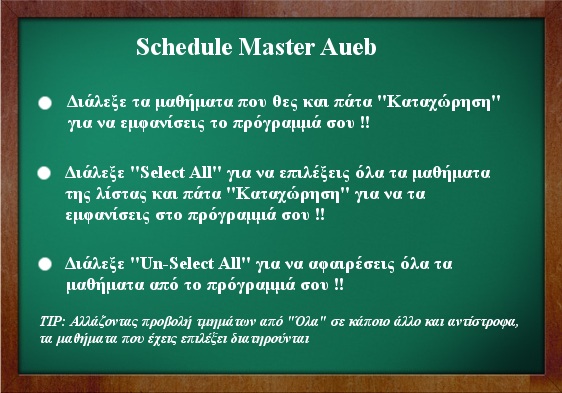 Schedule Master Aueb
Διάλεξε τα μαθήματα που θες και πάτα "Καταχώρηση"
για να εμφανίσεις το πρόγραμμά σου !!
Διάλεξε "Select All" για να επιλέξεις όλα τα μαθήματα
της λίστας και πάτα "Καταχώρηση" για να τα
εμφανίσεις στο πρόγραμμά σου !!
Διάλεξε "Un-Select All" για να αφαιρέσεις όλα τα
μαθήματα από το πρόγραμμά σου !!
TIP: Αλλάζοντας προβολή τμημάτων από "Όλα" σε κάποιο άλλο και αντίστροφα,
τα μαθήματα που έχεις επιλέξει διατηρούνται